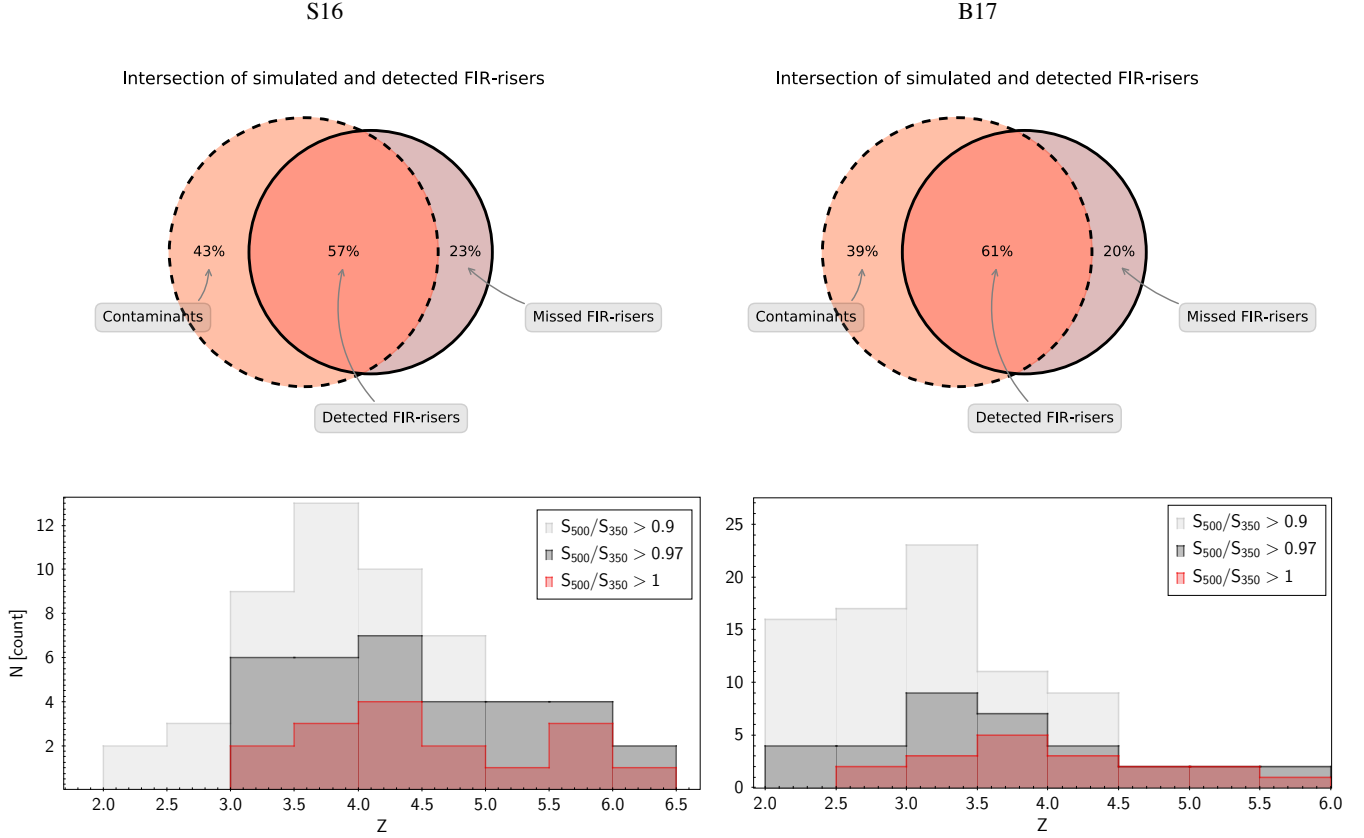 S16
B17
Intersection of simulated and detected FIR-risers
Intersection of simulated and detected FIR-risers
43%
57%
23%
Contaminants
Missed FIR-risers
Detected FIR-risers
39%
61%
20%
Contaminants
Missed FIR-risers
Detected FIR-risers
N [count]
12
10
8
6
4
2
S500/S350 > 0.9
S500/S350 > 0.97
S500/S350 > 1
2.0 2.5 3.0 3.5 4.0 4.5 5.0 5.5 6.0 6.5
Z
25
20
15
10
5
0
S500/S350 > 0.9
S500/S350 > 0.97
S500/S350 > 1
2.0 2.5 3.0 3.5 4.0 4.5 5.0 5.5 6.0
Z